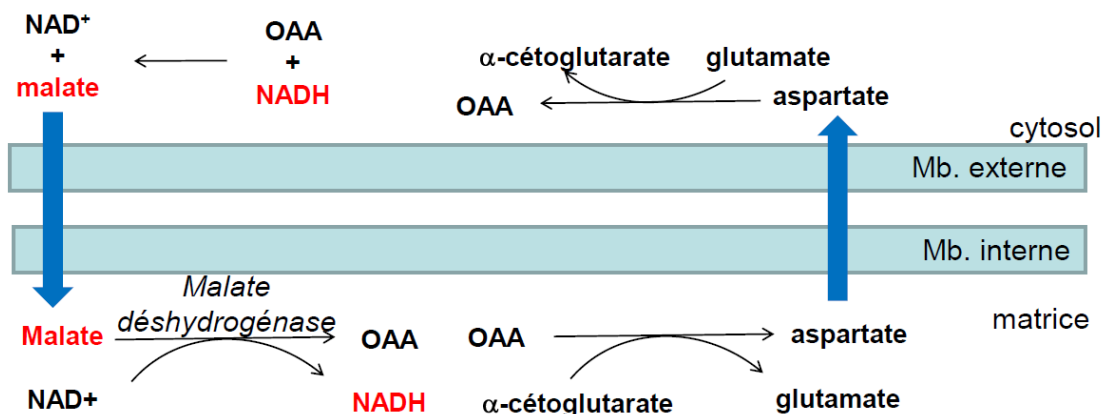 NAD⁺
+
malate
OAA
+
NADH
α-cétoglutarate glutamate
OAA aspartate
cytosol
Mb. externe
Mb. interne
Malate
déshydrogénase
matrice
Malate OAA OAA aspartate
NAD+ NADH α-cétoglutarate glutamate